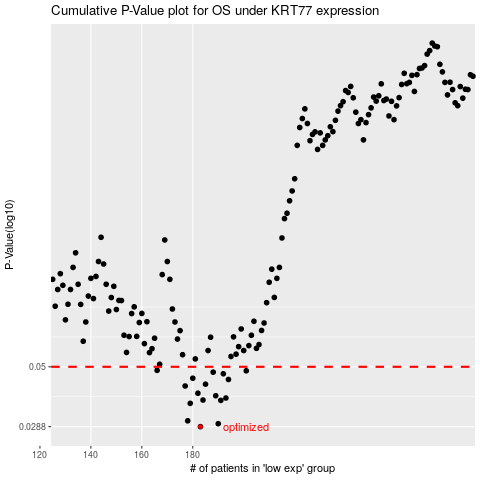 Cumulative P-Value plot for OS under KRT77 expression
P-Value(log10)
0.05
0.0288
optimized
120 140 160 180
# of patients in 'low exp' group